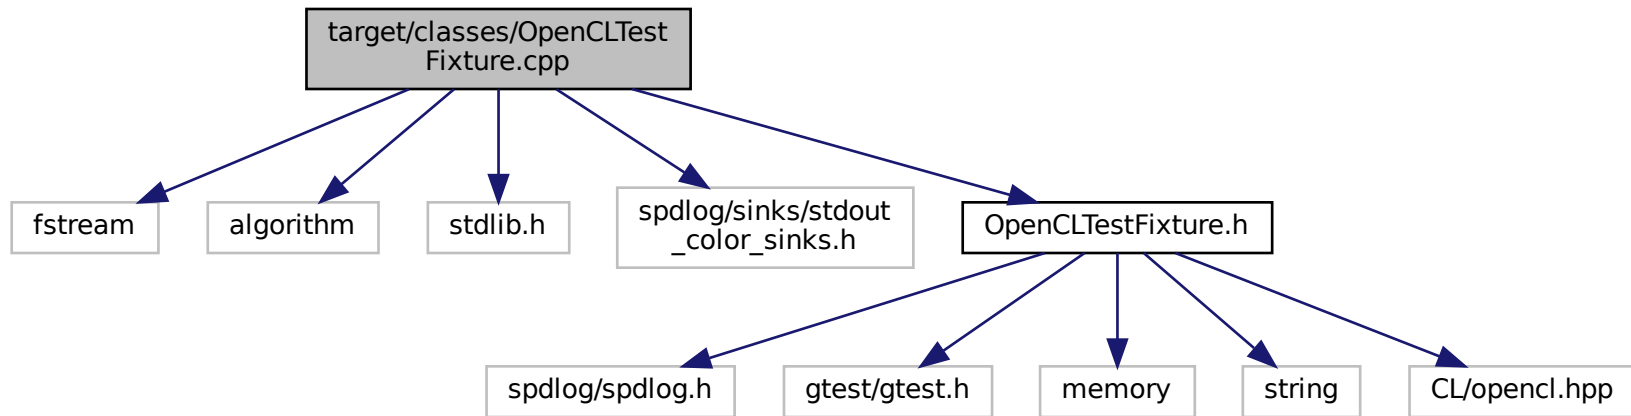 target/classes/OpenCLTest
Fixture.cpp
fstream
algorithm
stdlib.h
spdlog/sinks/stdout
_color_sinks.h
OpenCLTestFixture.h
spdlog/spdlog.h
gtest/gtest.h
memory
string
CL/opencl.hpp